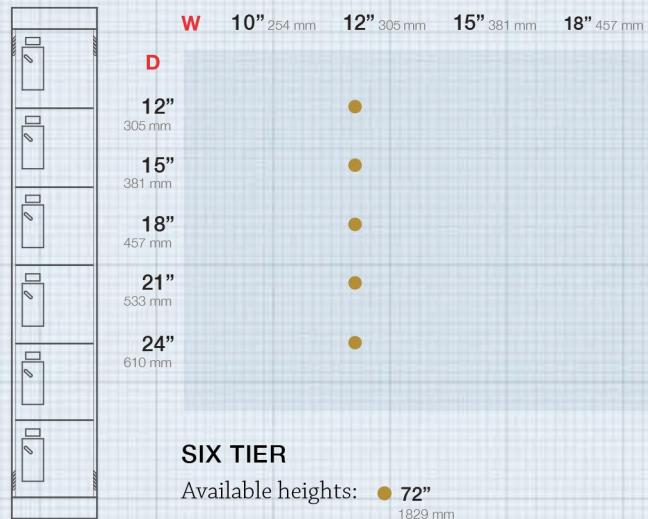 W 10” 254 mm 12” 305 mm 15” 381 mm 18” 457 mm
D
12”
305 mm
15”
381 mm
18”
457 mm
21”
533 mm
24”
610 mm
SIX TIER
Available heights: 72”
1829 mm